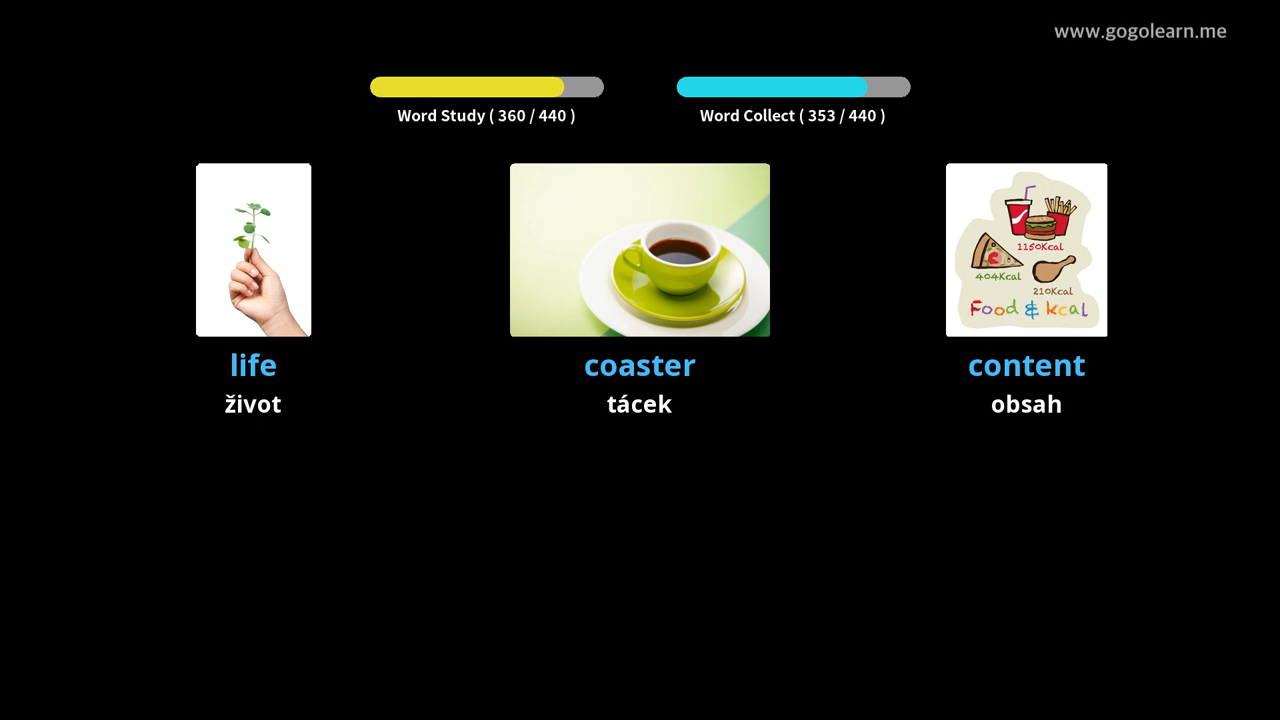 www.gogolearn.me
Word Study ( 360 / 440 )
Word Collect ( 353 / 440 )
1150Kcal
404Kcal
210Kcal
Food & kcal
life
coaster
content
život
tácek
obsah